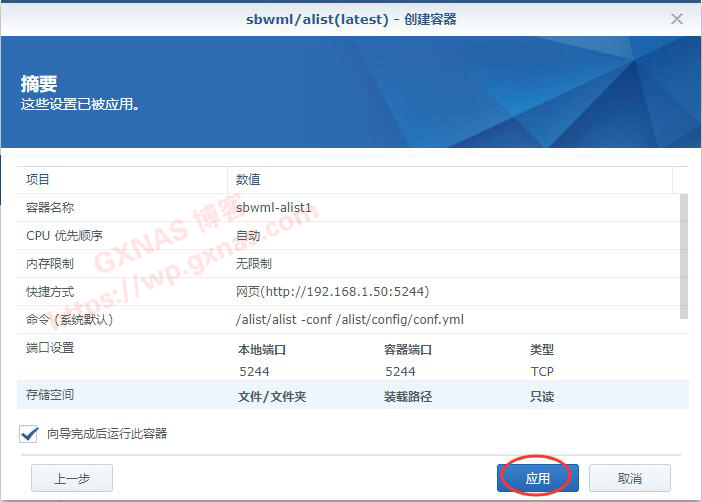 sbwml/alist(latest) - 创建容器
摘要
这些设置已被应用。
项目 数值
容器名称 sbwml-alist1
CPU 优先顺序 自动
内存限制 无限制
快捷方式 网页(http://192.168.1.50:5244)
命令 (系统默认) /alist/alist -conf /alist/config/conf.yml
端口设置 本地端口 容器端口 类型
5244 5244 TCP
存储空间 文件/文件夹 装载路径 只读
向导完成后运行此容器
上一步 应用 取消
GXNAS 博客
https://wp.gxnas.com